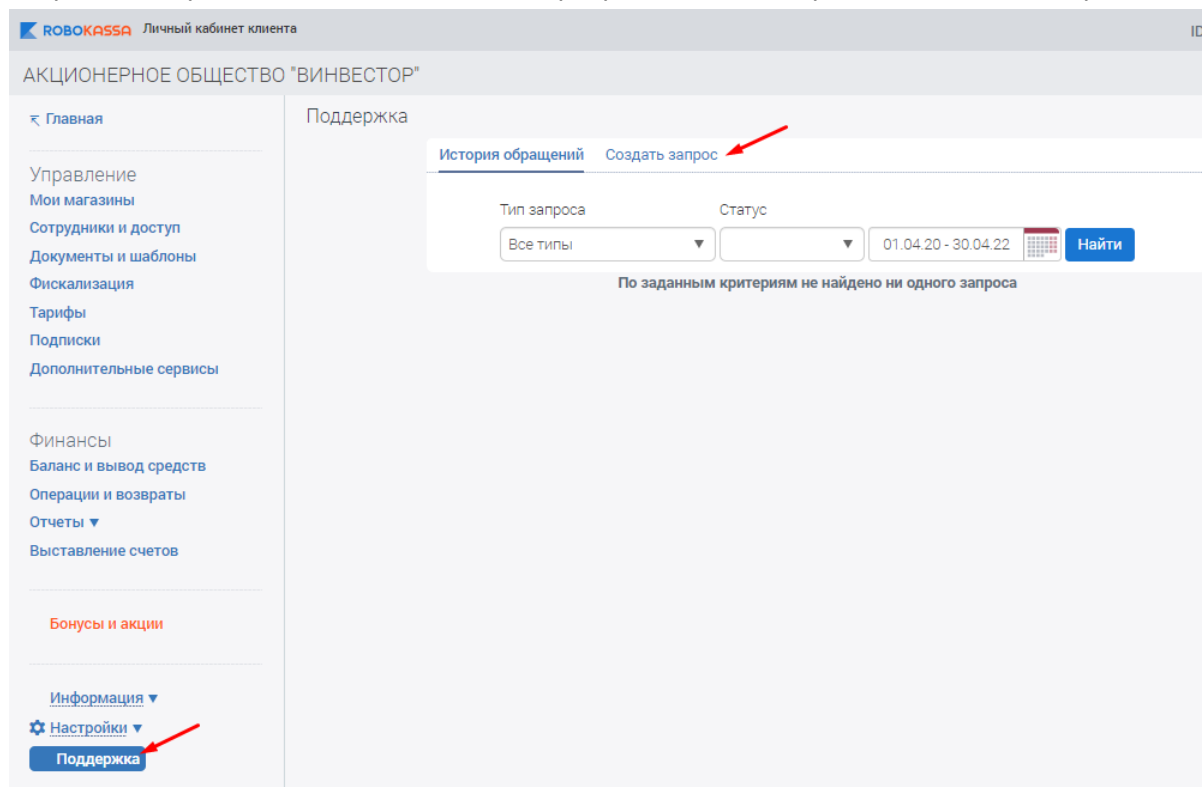 ROBOKASSA Личный кабинет клиента
ID
АКЦИОНЕРНОЕ ОБЩЕСТВО "ВИНВЕСТОР"
Главная
Поддержка
История обращений Создать запрос
Управление
Мои магазины
Тип запроса Статус
Сотрудники и доступ
Все типы 01.04.20 - 30.04.22 Найти
Документы и шаблоны
Фискализация
По заданным критериям не найдено ни одного запроса
Тарифы
Подписки
Дополнительные сервисы
Финансы
Баланс и вывод средств
Операции и возвраты
Отчеты
Выставление счетов
Бонусы и акции
Информация
Настройки
Поддержка